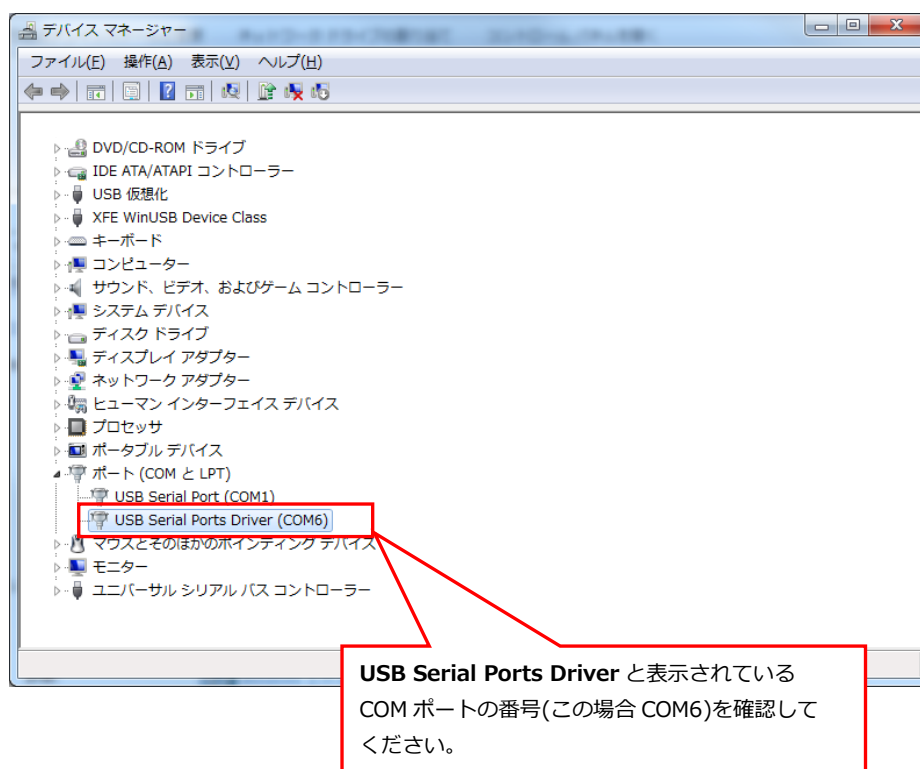 デバイス マネージャー
ファイル(F) 操作(A) 表示(V) ヘルプ(H)
DVD/CD-ROM ドライブ
IDE ATA/ATAPI コントローラー
USB 仮想化
XFE WinUSB Device Class
キーボード
コンピューター
サウンド、ビデオ、およびゲーム コントローラー
システム デバイス
ディスク ドライブ
ディスプレイ アダプター
ネットワーク アダプター
ヒューマン インターフェイス デバイス
プロセッサ
ポータブル デバイス
ポート (COM と LPT)
USB Serial Port (COM1)
USB Serial Ports Driver (COM6)
マウスとそのほかのポインティング デバイス
モニター
ユニバーサル シリアル バス コントローラー
USB Serial Ports Driver と表示されている
COM ポートの番号(この場合 COM6)を確認して
ください。